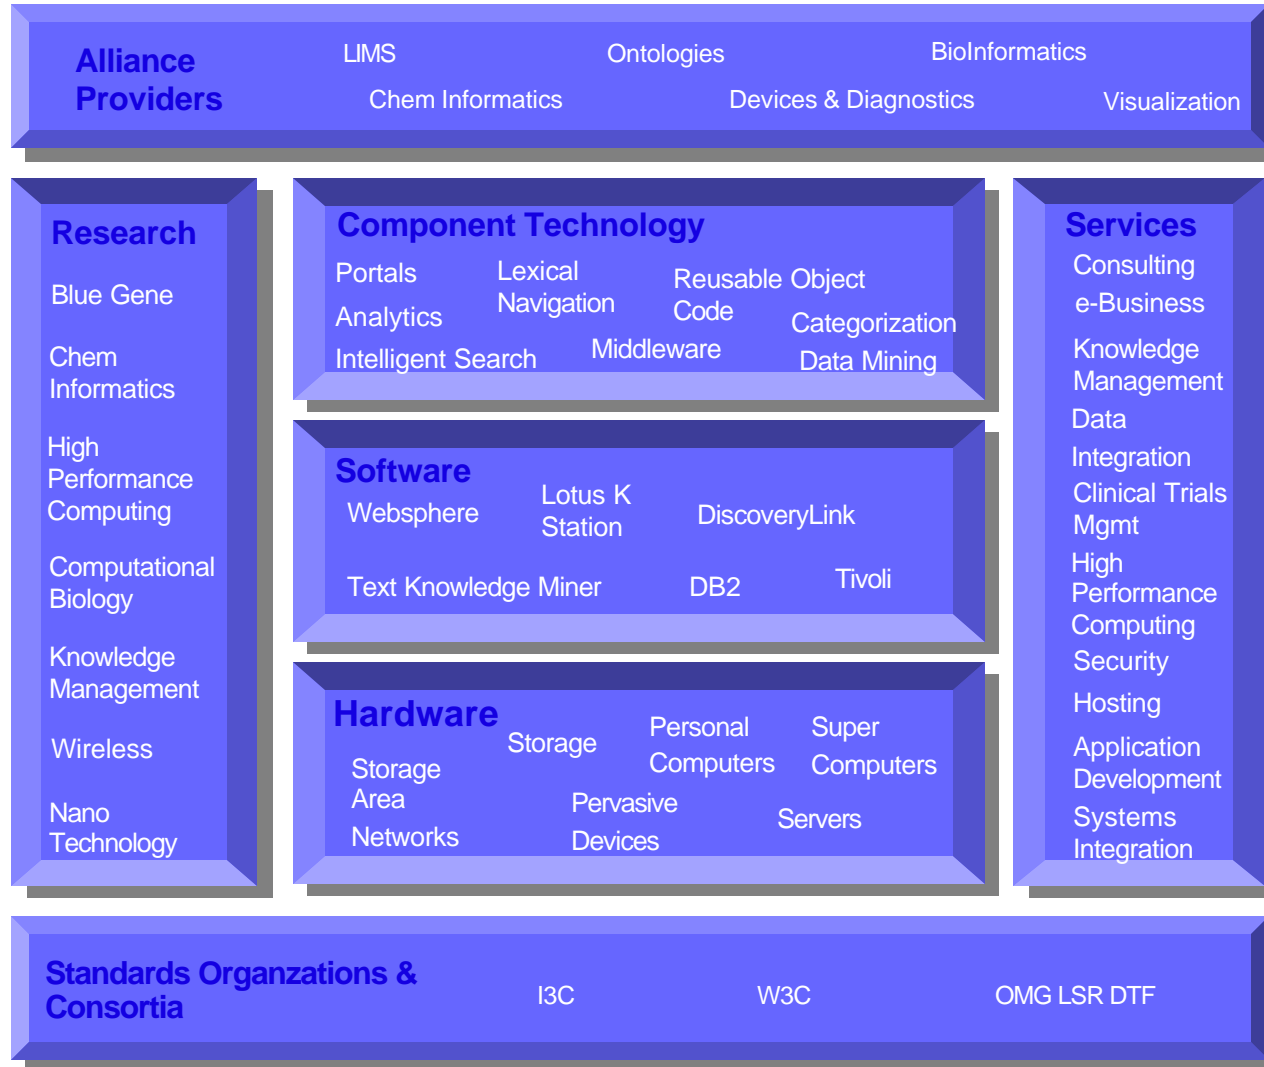 Alliance
Providers
LIMS
Ontologies
BioInformatics
Chem Informatics
Devices & Diagnostics
Visualization
Research
Blue Gene
Chem
Informatics
High
Performance
Computing
Computational
Biology
Knowledge
Management
Wireless
Nano
Technology
Component Technology
Portals
Lexical
Navigation
Reusable Object
Code
Analytics
Categorization
Intelligent Search
Middleware
Data Mining
Software
Websphere
Lotus K
Station
DiscoveryLink
Text Knowledge Miner
DB2
Tivoli
Hardware
Storage
Personal
Computers
Super
Computers
Storage
Area
Networks
Pervasive
Devices
Servers
Services
Consulting
e-Business
Knowledge
Management
Data
Integration
Clinical Trials
Mgmt
High
Performance
Computing
Security
Hosting
Application
Development
Systems
Integration
Standards Organzations &
Consortia
I3C
W3C
OMG LSR DTF